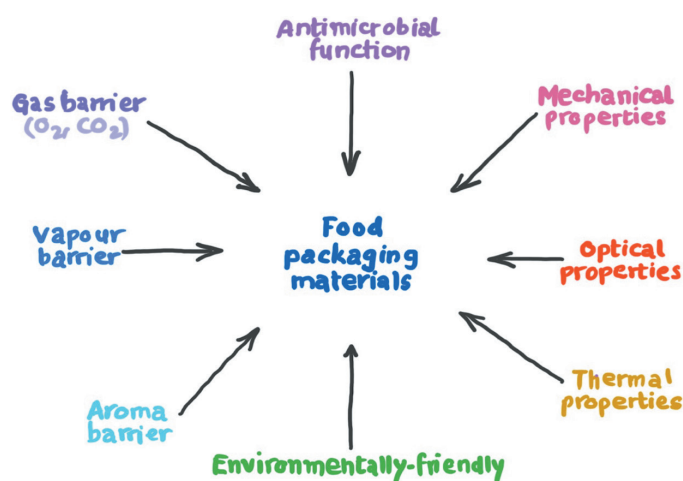 Antimicrobial
function
Gas barrier
(O₂, CO₂)
Mechanical
properties
Vapour
barrier
Food
packaging
materials
Optical
properties
Aroma
barrier
Thermal
properties
Environmentally-friendly